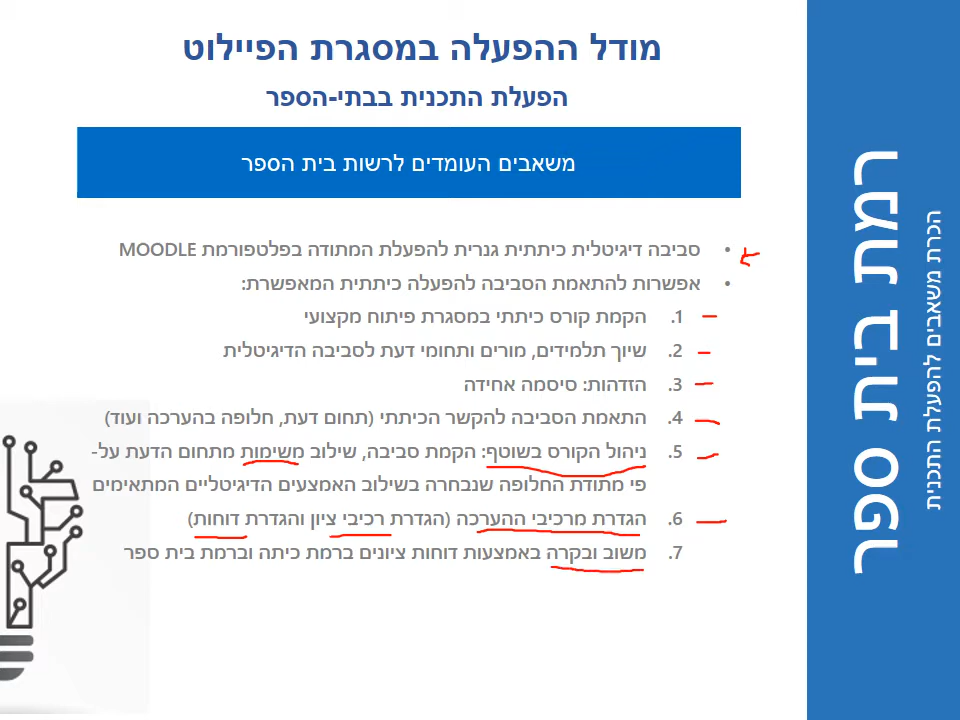 מודל ההפעלה במסגרת הפיילוט
הפעלת התכנית בבתי-הספר
משאבים העומדים לרשות בית הספר
• סביבה דיגיטלית כיתתית גנרית להפעלת המתודה בפלטפורמת MOODLE
• אפשרות להתאמת הסביבה להפעלה כיתתית המאפשרת:
1. הקמת קורס כיתתי במסגרת פיתוח מקצועי
2. שיוך תלמידים, מורים ותחומי דעת לסביבה הדיגיטלית
3. הזדהות: סיסמה אחידה
4. התאמת הסביבה להקשר הכיתתי (תחום דעת, חלופה בהערכה ועוד)
5. ניהול הקורס בשוטף: הקמת סביבה, שילוב משימות מתחום הדעת על-
פי מתודת החלופה שנבחרה בשילוב האמצעים הדיגיטליים המתאימים
6. הגדרת מרכיבי ההערכה (הגדרת רכיבי ציון והגדרת דוחות)
7. משוב ובקרה באמצעות דוחות ציונים ברמת כיתה וברמת בית ספר
רמת בית ספר
הכרת משאבים להפעלת התכנית